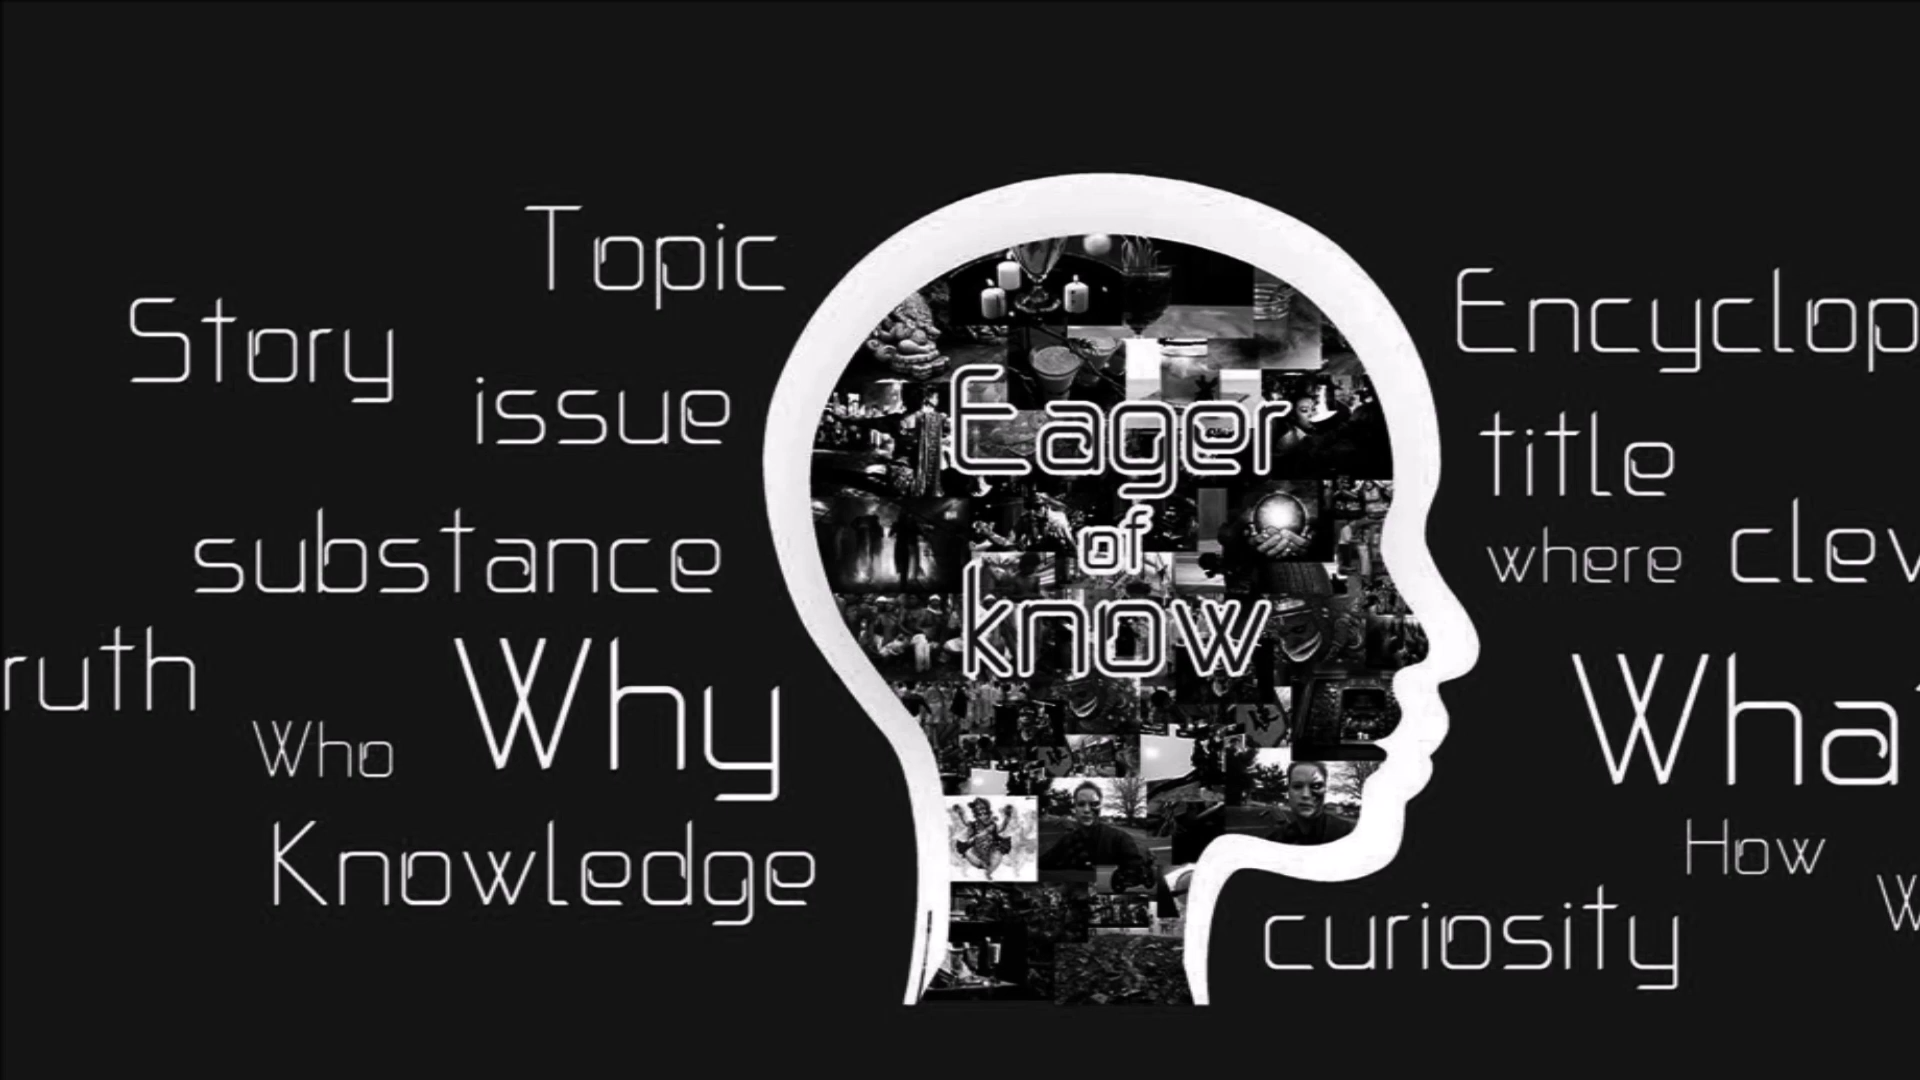 Topic
Story
issue
substance
ruth
Who
Why
Knowledge
Eager
of
know
Encyclop
title
where
clev
Wha
How
W
curiosity